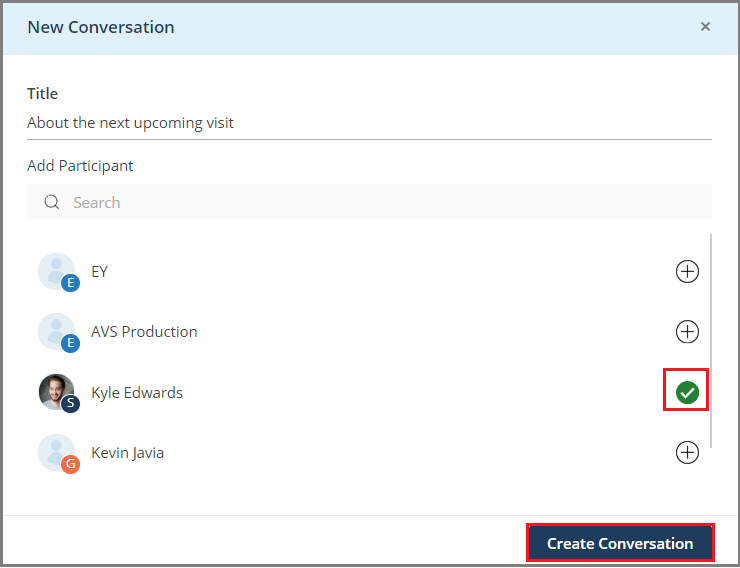 New Conversation ×
Title
About the next upcoming visit
Add Participant
Search
EY
E
AVS Production
E
Kyle Edwards
S
Kevin Javia
G
Create Conversation